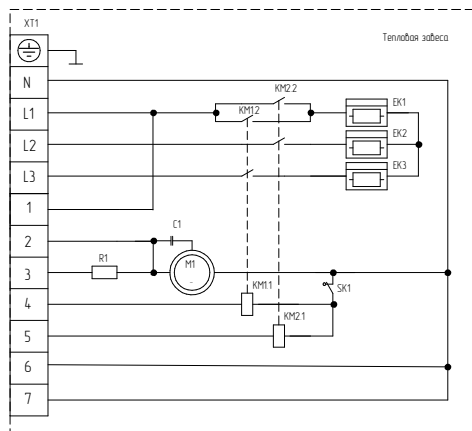 XT1
Тепловая завеса
N
KM2.2
L1
KM1.2
EK1
L2
EK2
L3
EK3
1
2
C1
3
R1
M1
4
KM1.1
SK1
5
KM2.1
6
7